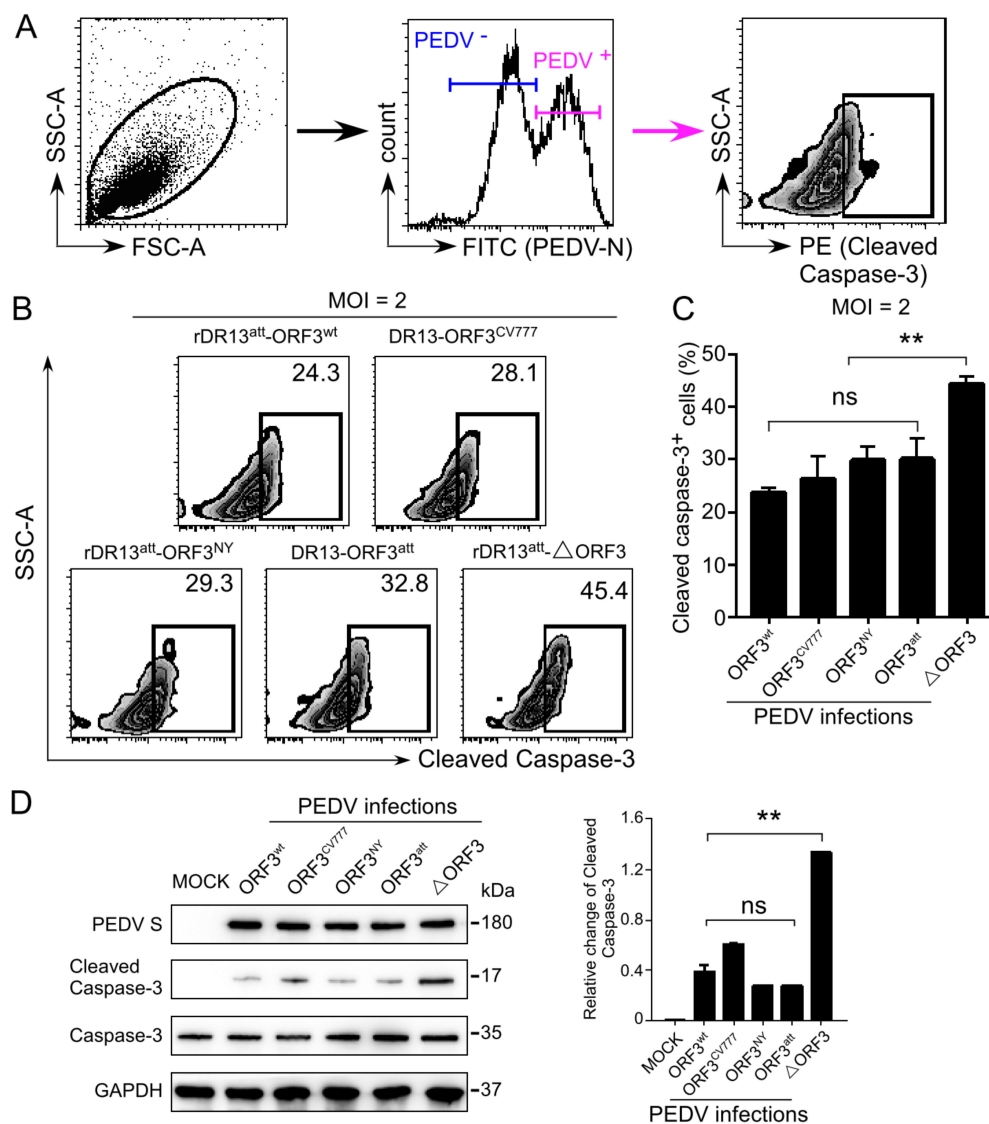 A
SSC-A
FSC-A
PEDV -
PEDV +
count
FITC (PEDV-N)
SSC-A
PE (Cleaved
Caspase-3)
B
MOI = 2
rDR13att-ORF3wt
DR13-ORF3CV777
24.3
28.1
SSC-A
rDR13att-ORF3NY
DR13-ORF3att
rDR13att-△ORF3
29.3
32.8
45.4
Cleaved Caspase-3
C
MOI = 2
**
ns
Cleaved caspase-3+ cells (%)
50
40
30
20
10
0
ORF3wt
ORF3CV777
ORF3NY
ORF3att
△ORF3
PEDV infections
D
PEDV infections
MOCK
ORF3wt
ORF3CV777
ORF3NY
ORF3att
△ORF3
kDa
PEDV S
-180
Cleaved
Caspase-3
-17
Caspase-3
-35
GAPDH
-37
Relative change of Cleaved
Caspase-3
1.6
1.2
0.8
0.4
0
**
ns
MOCK
ORF3wt
ORF3CV777
ORF3NY
ORF3att
△ORF3
PEDV infections